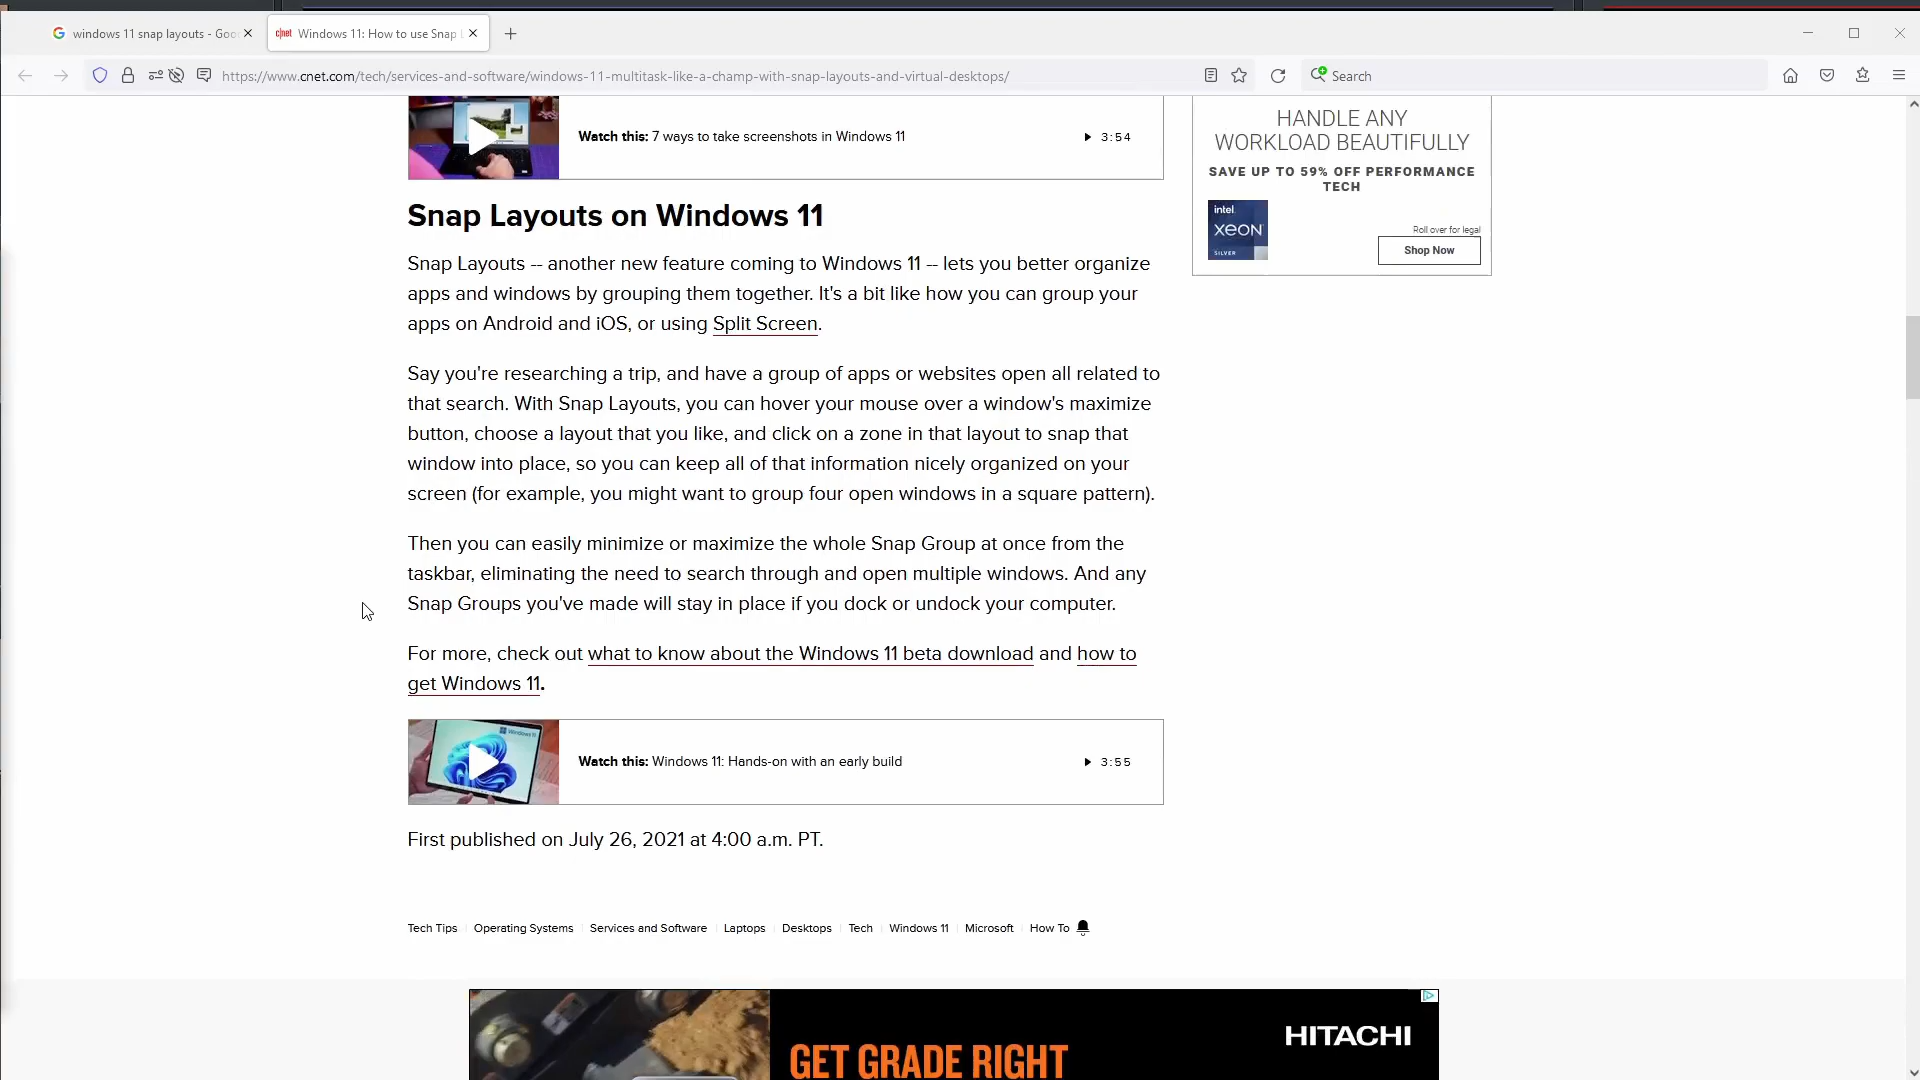 windows 11 snap layouts - Goo
c|net Windows 11: How to use Snap L
https://www.cnet.com/tech/services-and-software/windows-11-multitask-like-a-champ-with-snap-layouts-and-virtual-desktops/
Search
Watch this: 7 ways to take screenshots in Windows 11
3:54
HANDLE ANY
WORKLOAD BEAUTIFULLY
SAVE UP TO 59% OFF PERFORMANCE
TECH
intel.
XEON
SILVER
Roll over for legal
Shop Now
Snap Layouts on Windows 11
Snap Layouts -- another new feature coming to Windows 11 -- lets you better organize
apps and windows by grouping them together. It's a bit like how you can group your
apps on Android and iOS, or using Split Screen.
Say you're researching a trip, and have a group of apps or websites open all related to
that search. With Snap Layouts, you can hover your mouse over a window's maximize
button, choose a layout that you like, and click on a zone in that layout to snap that
window into place, so you can keep all of that information nicely organized on your
screen (for example, you might want to group four open windows in a square pattern).
Then you can easily minimize or maximize the whole Snap Group at once from the
taskbar, eliminating the need to search through and open multiple windows. And any
Snap Groups you've made will stay in place if you dock or undock your computer.
For more, check out what to know about the Windows 11 beta download and how to
get Windows 11.
Windows 11
Watch this: Windows 11: Hands-on with an early build
3:55
First published on July 26, 2021 at 4:00 a.m. PT.
Tech Tips Operating Systems Services and Software Laptops Desktops Tech Windows 11 Microsoft How To
HITACHI
GET GRADE RIGHT